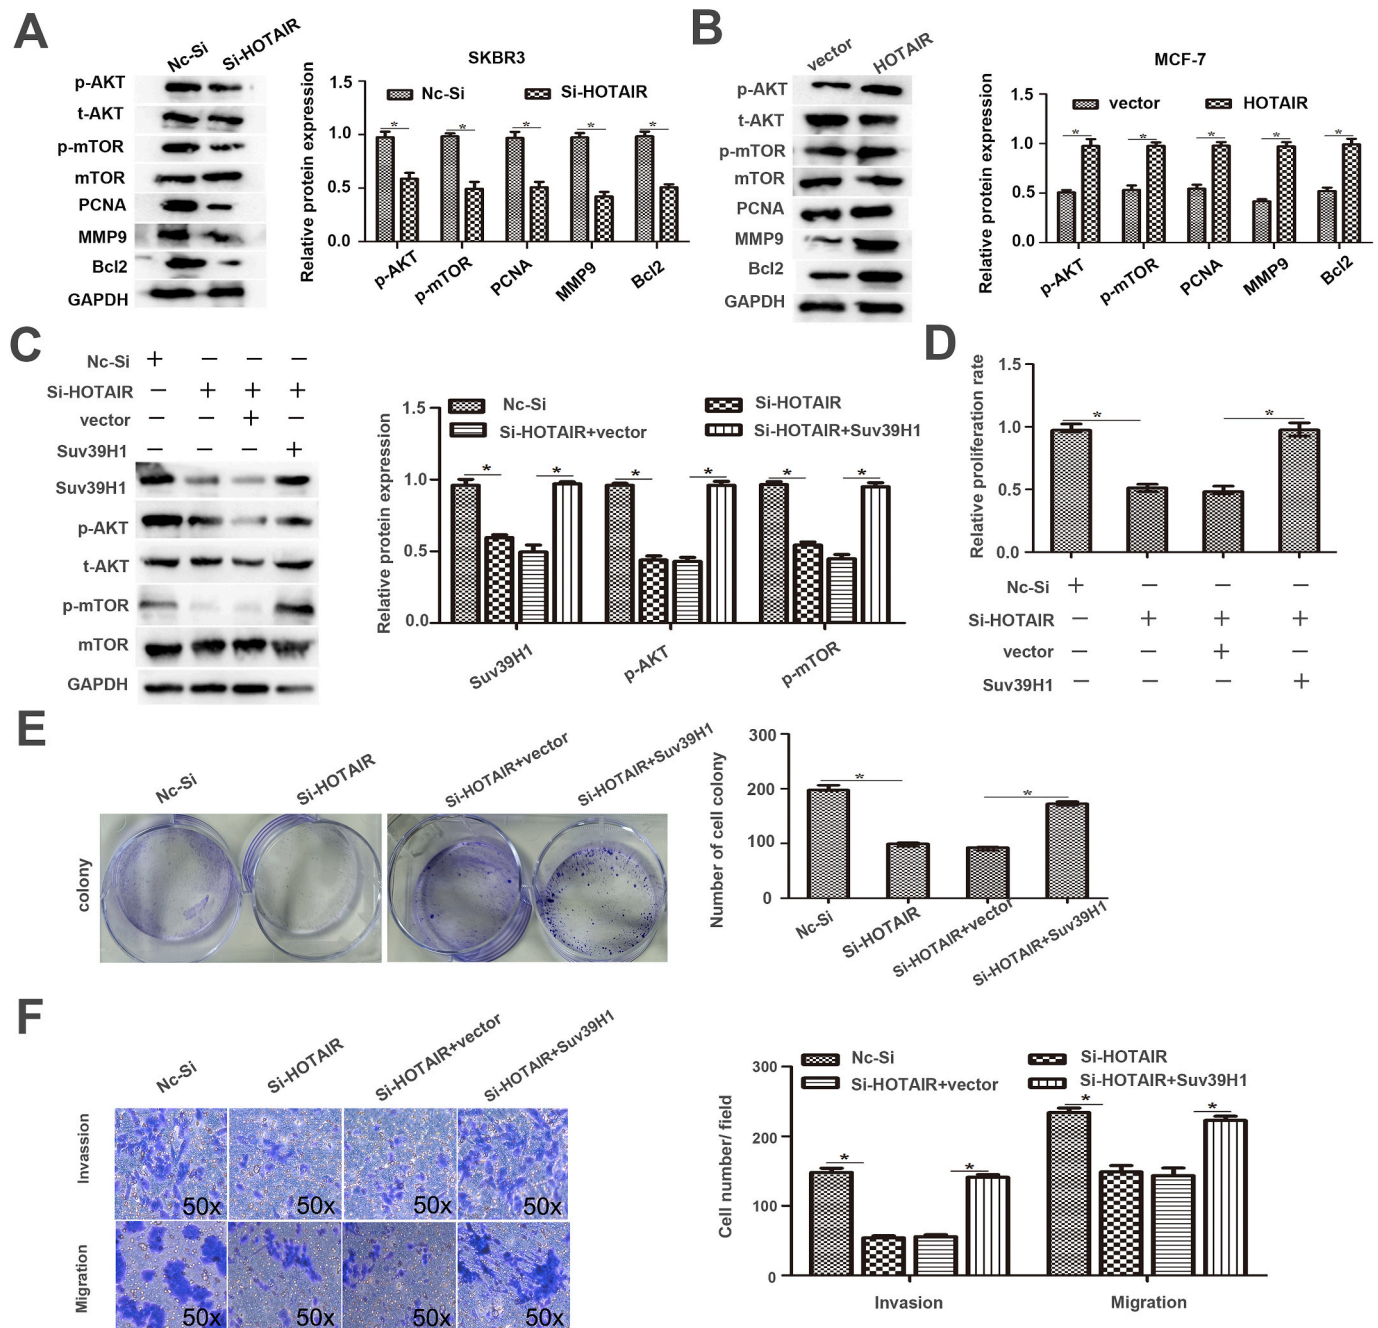 A
Nc-Si
Si-HOTAIR
p-AKT
t-AKT
p-mTOR
mTOR
PCNA
MMP9
Bcl2
GAPDH
SKBR3
Nc-Si
Si-HOTAIR
Relative protein expression
1.5
1.0
0.5
0.0
* * * * *
p-AKT
p-mTOR
PCNA
MMP9
Bcl2
B
vector
HOTAIR
p-AKT
t-AKT
p-mTOR
mTOR
PCNA
MMP9
Bcl2
GAPDH
MCF-7
vector
HOTAIR
Relative protein expression
1.5
1.0
0.5
0.0
* * * * *
p-AKT
p-mTOR
PCNA
MMP9
Bcl2
C
Nc-Si + − − −
Si-HOTAIR − + + +
vector − − + −
Suv39H1 − − − +
Suv39H1
p-AKT
t-AKT
p-mTOR
mTOR
GAPDH
Nc-Si
Si-HOTAIR
Si-HOTAIR+vector
Si-HOTAIR+Suv39H1
Relative protein expression
1.5
1.0
0.5
0.0
* * * * * *
Suv39H1
p-AKT
p-mTOR
D
Relative proliferation rate
1.5
1.0
0.5
0.0
* *
Nc-Si + − − −
Si-HOTAIR − + + +
vector − − + −
Suv39H1 − − − +
E
Nc-Si
Si-HOTAIR
Si-HOTAIR+vector
Si-HOTAIR+Suv39H1
colony
Number of cell colony
300
200
100
0
* *
Nc-Si
Si-HOTAIR
Si-HOTAIR+vector
Si-HOTAIR+Suv39H1
F
Nc-Si
Si-HOTAIR
Si-HOTAIR+vector
Si-HOTAIR+Suv39H1
Invassion
50x 50x 50x 50x
Migration
50x 50x 50x 50x
Nc-Si
Si-HOTAIR
Si-HOTAIR+vector
Si-HOTAIR+Suv39H1
Cell number/ field
300
200
100
0
* * * *
Invasion
Migration